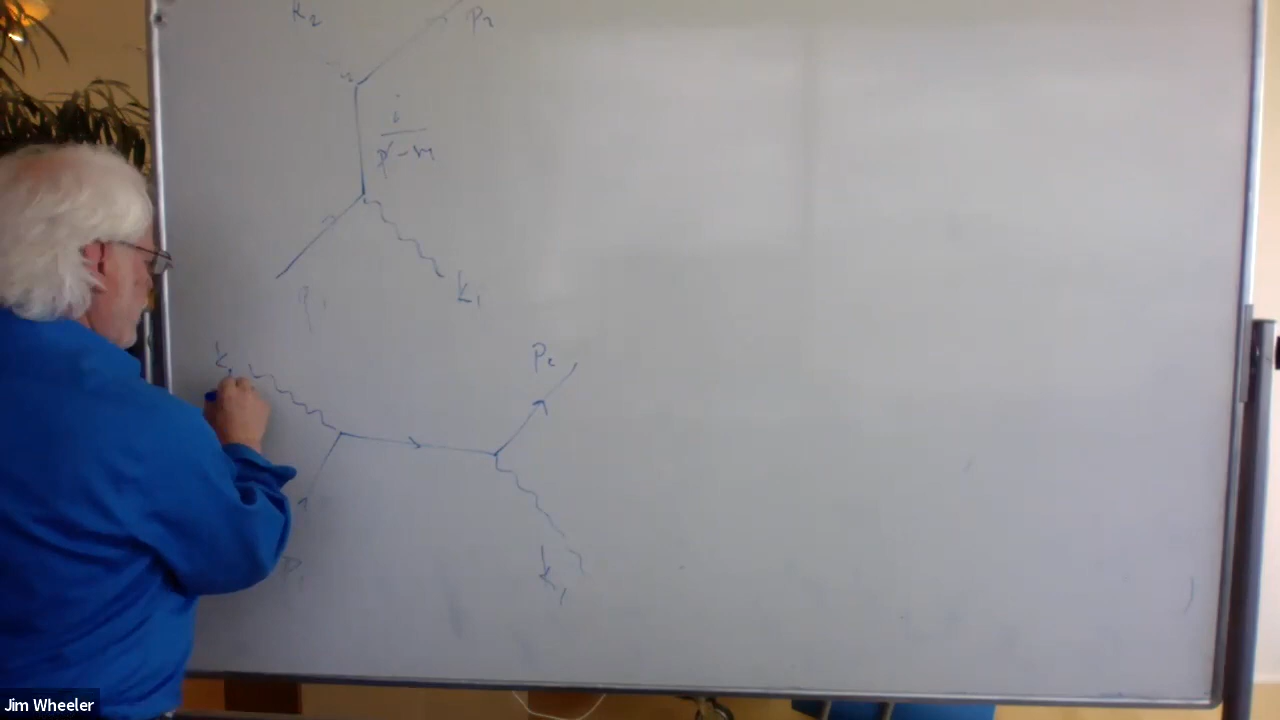 k₂ p₂
i
p̸ - m
p₁ k₁
k₂ p₂
p₁ k₁
Jim Wheeler